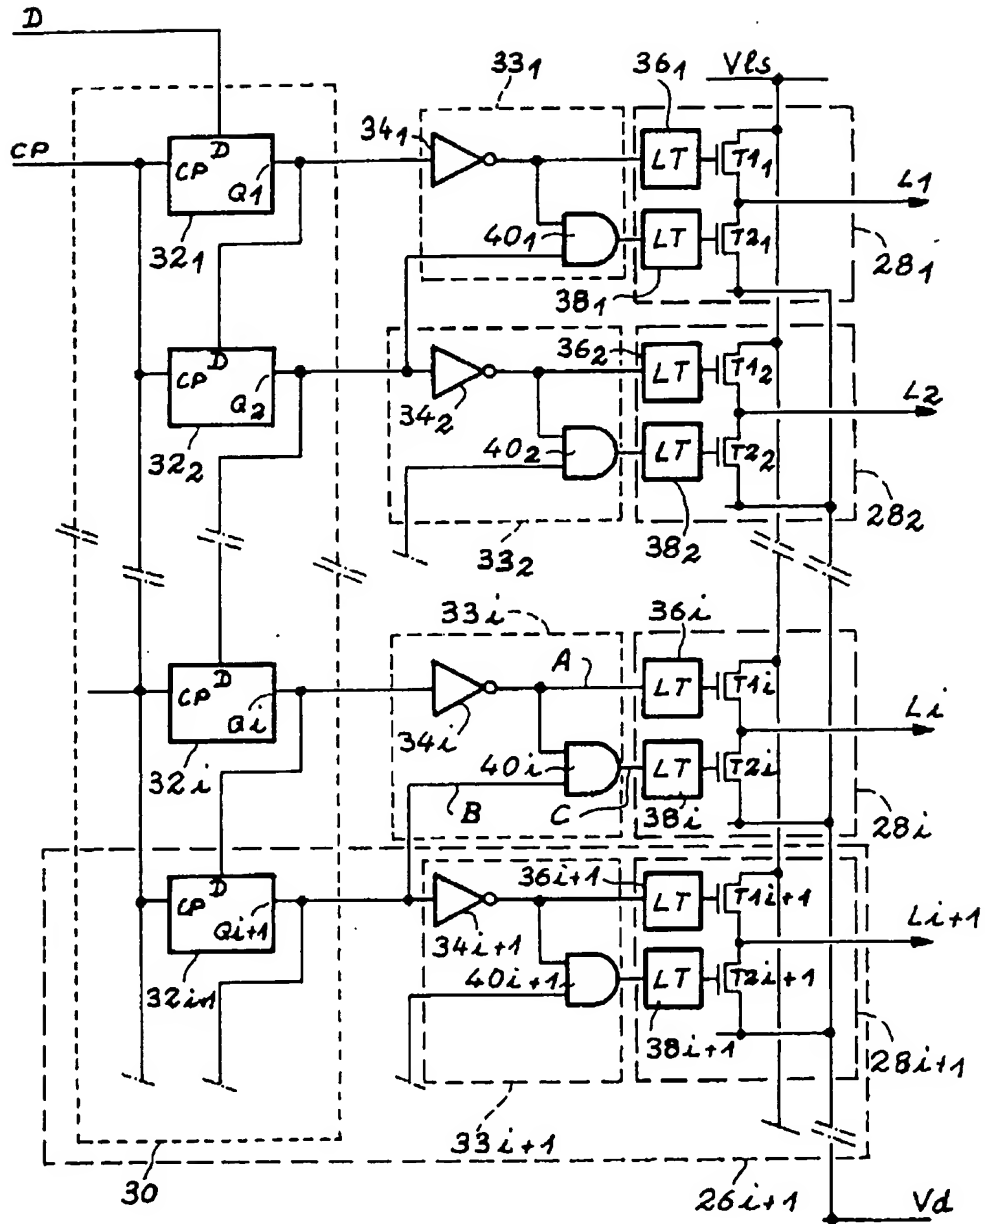 D
33₁
36₁
Vls
34₁
CP
D
CP
Q1
LT
T1₁
L1
40₁
LT
T2₁
32₁
38₁
28₁
D
36₂
CP
Q2
LT
T1₂
L2
34₂
40₂
LT
T2₂
32₂
28₂
33₂
38₂
33i
36i
A
D
CP
Qi
LT
T1i
Li
34i
40i
LT
T2i
32i
B
C
38i
28i
D
36i+1
CP
LT
T1i+1
Qi+1
34i+1
Li+1
40i+1
LT
T2i+1
32i+1
38i+1
28i+1
33i+1
30
26i+1
Vd